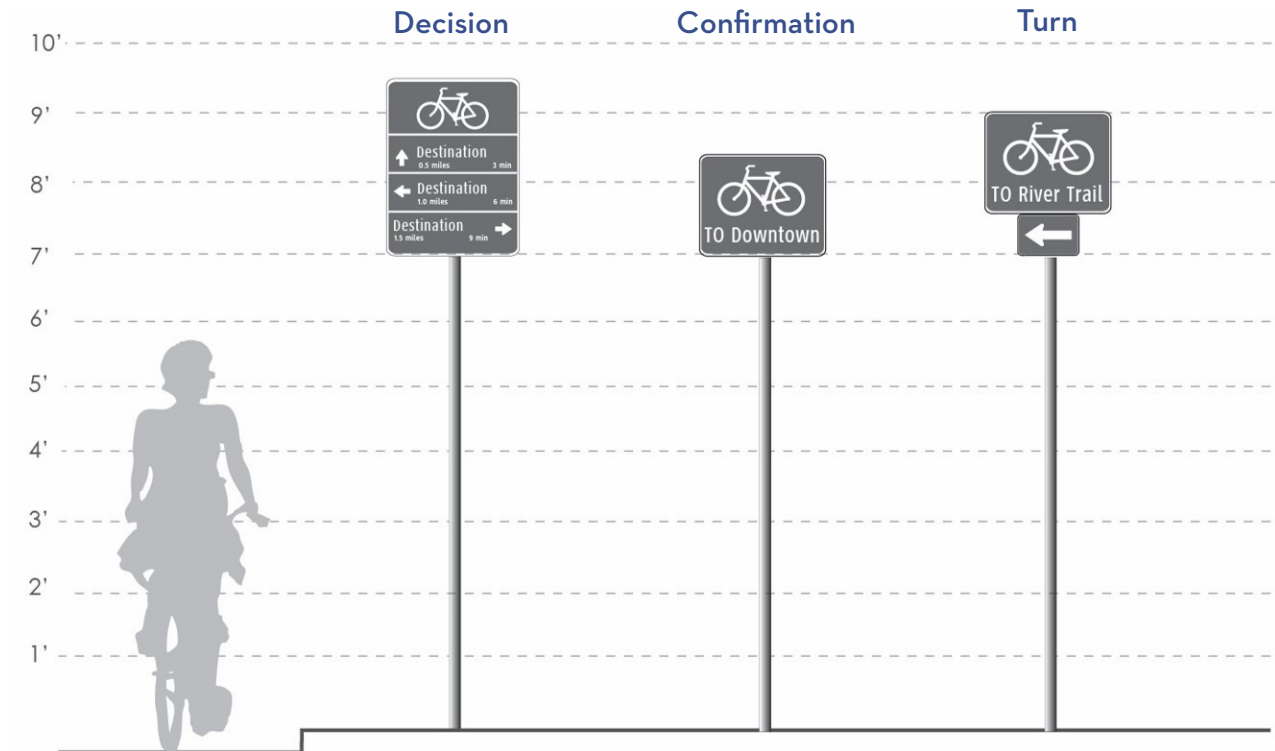 Decision
Confirmation
Turn
10’
9’
8’
7’
6’
5’
4’
3’
2’
1’
Destination
0.5 miles 3 min
Destination
1.0 miles 6 min
Destination
1.5 miles 9 min
TO Downtown
TO River Trail